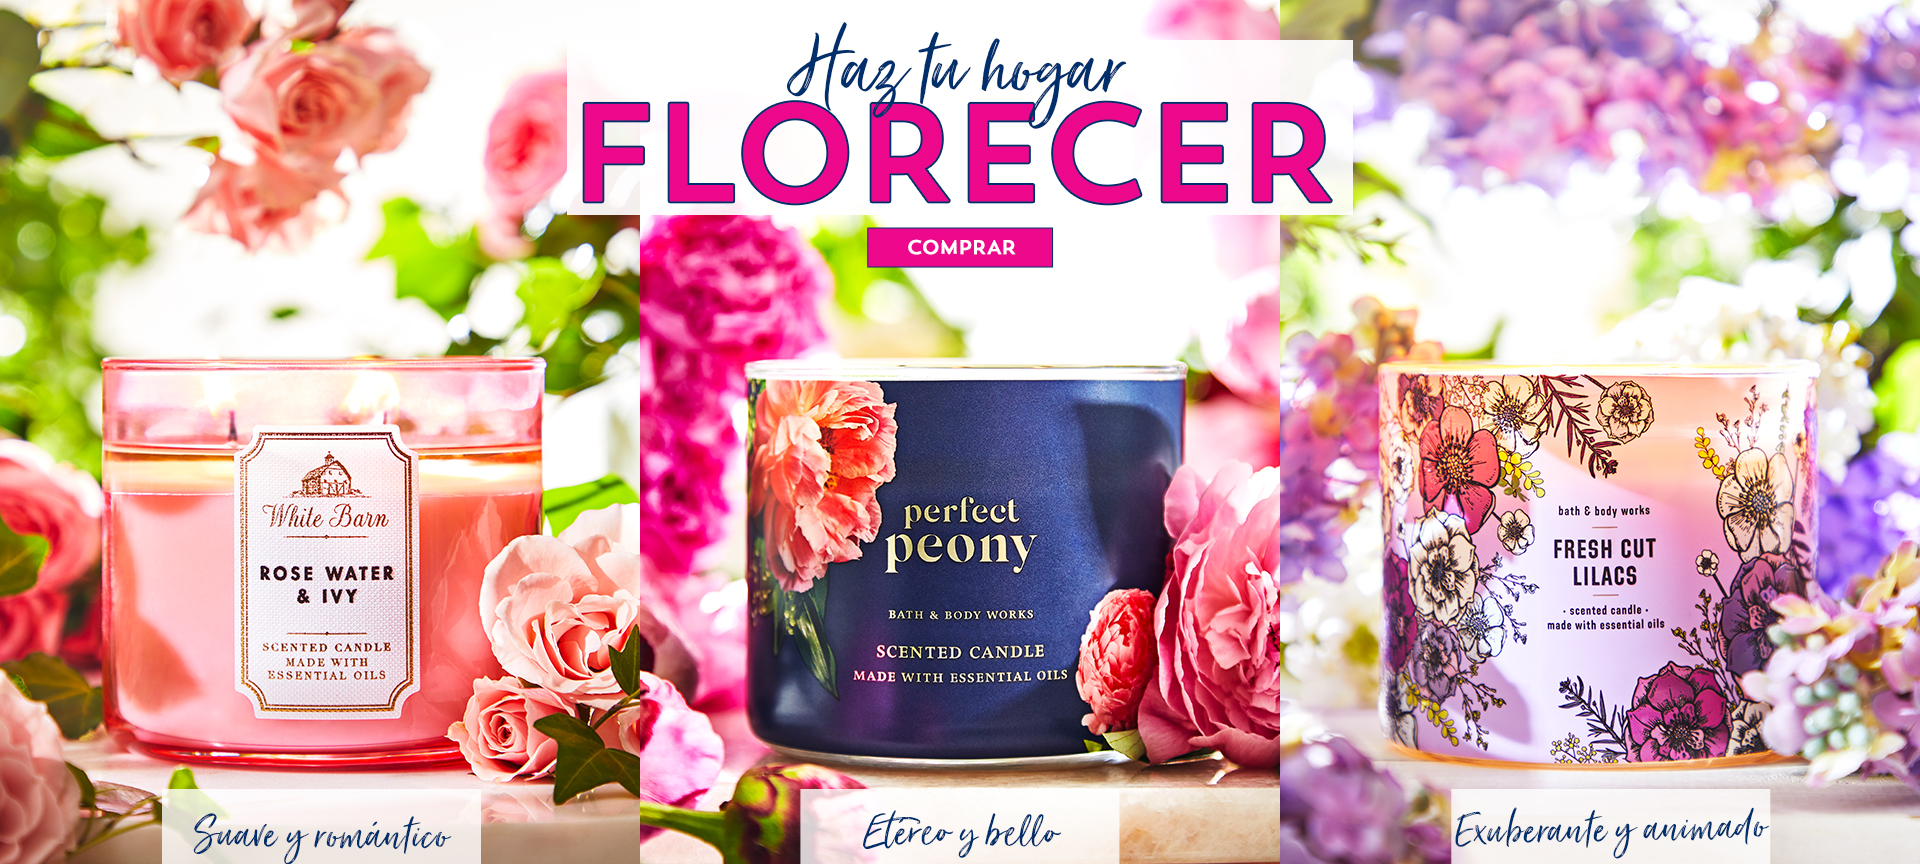 Haz tu hogar
FLORECER
COMPRAR
White Barn
ROSE WATER
& IVY
SCENTED CANDLE
MADE WITH
ESSENTIAL OILS
Suave y romántico
perfect
peony
BATH & BODY WORKS
SCENTED CANDLE
MADE WITH ESSENTIAL OILS
Etéreo y bello
bath & body works
FRESH CUT
LILACS
· scented candle ·
made with essential oils
Exuberante y animado